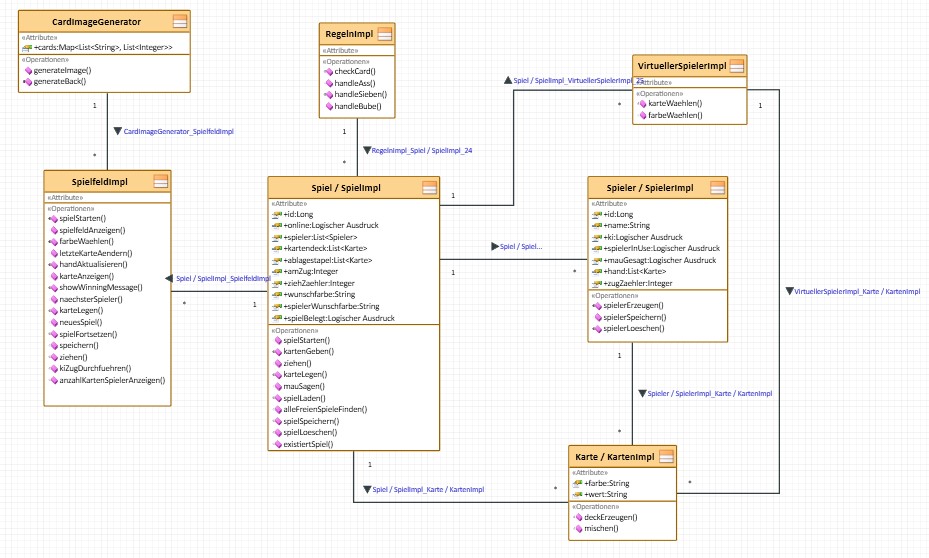 CardImageGenerator
«Attribute»
+cards:Map<List<String>, List<Integer>>
«Operationen»
generateImage()
generateBack()
1
CardImageGenerator_SpielfeldImpl
*
SpielfeldImpl
«Attribute»
«Operationen»
spielStarten()
spielfeldAnzeigen()
farbeWaehlen()
letzteKarteAendern()
handAktualisieren()
karteAnzeigen()
showWinningMessage()
naechsterSpieler()
karteLegen()
neuesSpiel()
spielFortsetzen()
speichern()
ziehen()
kiZugDurchfuehren()
anzahlKartenSpielerAnzeigen()
Spiel / SpielImpl_SpielfeldImpl
*
1
RegelnImpl
«Attribute»
«Operationen»
checkCard()
handleAss()
handleSieben()
handleBube()
1
RegelnImpl_Spiel / SpielImpl_24
*
Spiel / SpielImpl
«Attribute»
+id:Long
+online:Logischer Ausdruck
+spieler:List<Spieler>
+kartendeck:List<Karte>
+ablagestapel:List<Karte>
+amZug:Integer
+ziehZaehler:Integer
+wunschfarbe:String
+spielerWunschfarbe:String
+spielBelegt:Logischer Ausdruck
«Operationen»
spielStarten()
kartenGeben()
ziehen()
karteLegen()
mauSagen()
spielLaden()
alleFreienSpieleFinden()
spielSpeichern()
spielLoeschen()
existiertSpiel()
1
Spiel / SpielImpl_VirtuellerSpielerImpl_25
*
VirtuellerSpielerImpl
«Attribute»
«Operationen»
karteWaehlen()
farbeWaehlen()
1
VirtuellerSpielerImpl_Karte / KartenImpl
*
1
Spiel / Spiel...
*
Spieler / SpielerImpl
«Attribute»
+id:Long
+name:String
+ki:Logischer Ausdruck
+spielerInUse:Logischer Ausdruck
+mauGesagt:Logischer Ausdruck
+hand:List<Karte>
+zugZaehler:Integer
«Operationen»
spielerErzeugen()
spielerSpeichern()
spielerLoeschen()
1
Spieler / SpielerImpl_Karte / KartenImpl
*
1
Spiel / SpielImpl_Karte / KartenImpl
*
Karte / KartenImpl
«Attribute»
+farbe:String
+wert:String
«Operationen»
deckErzeugen()
mischen()